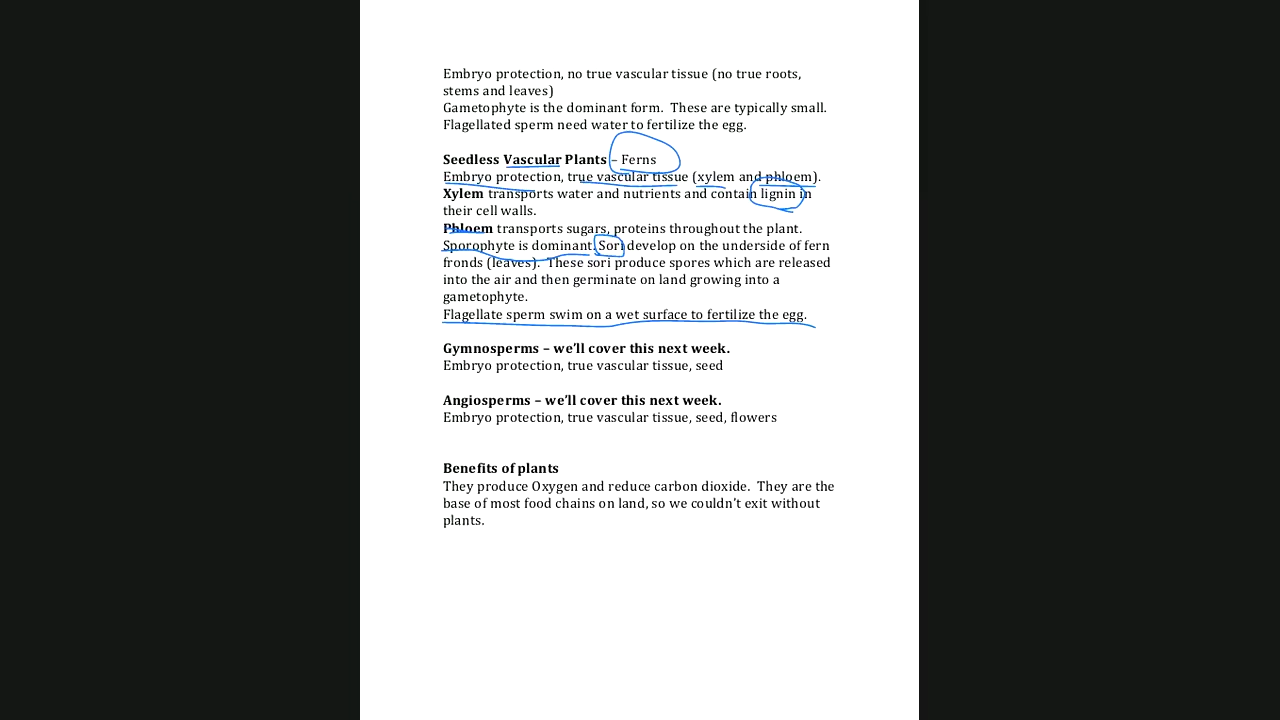 Embryo protection, no true vascular tissue (no true roots,
stems and leaves)
Gametophyte is the dominant form.  These are typically small.
Flagellated sperm need water to fertilize the egg.
Seedless Vascular Plants – Ferns
Embryo protection, true vascular tissue (xylem and phloem).
Xylem transports water and nutrients and contain lignin in
their cell walls.
Phloem transports sugars, proteins throughout the plant.
Sporophyte is dominant. Sori develop on the underside of fern
fronds (leaves).  These sori produce spores which are released
into the air and then germinate on land growing into a
gametophyte.
Flagellate sperm swim on a wet surface to fertilize the egg.
Gymnosperms – we’ll cover this next week.
Embryo protection, true vascular tissue, seed
Angiosperms – we’ll cover this next week.
Embryo protection, true vascular tissue, seed, flowers
Benefits of plants
They produce Oxygen and reduce carbon dioxide.  They are the
base of most food chains on land, so we couldn’t exit without
plants.